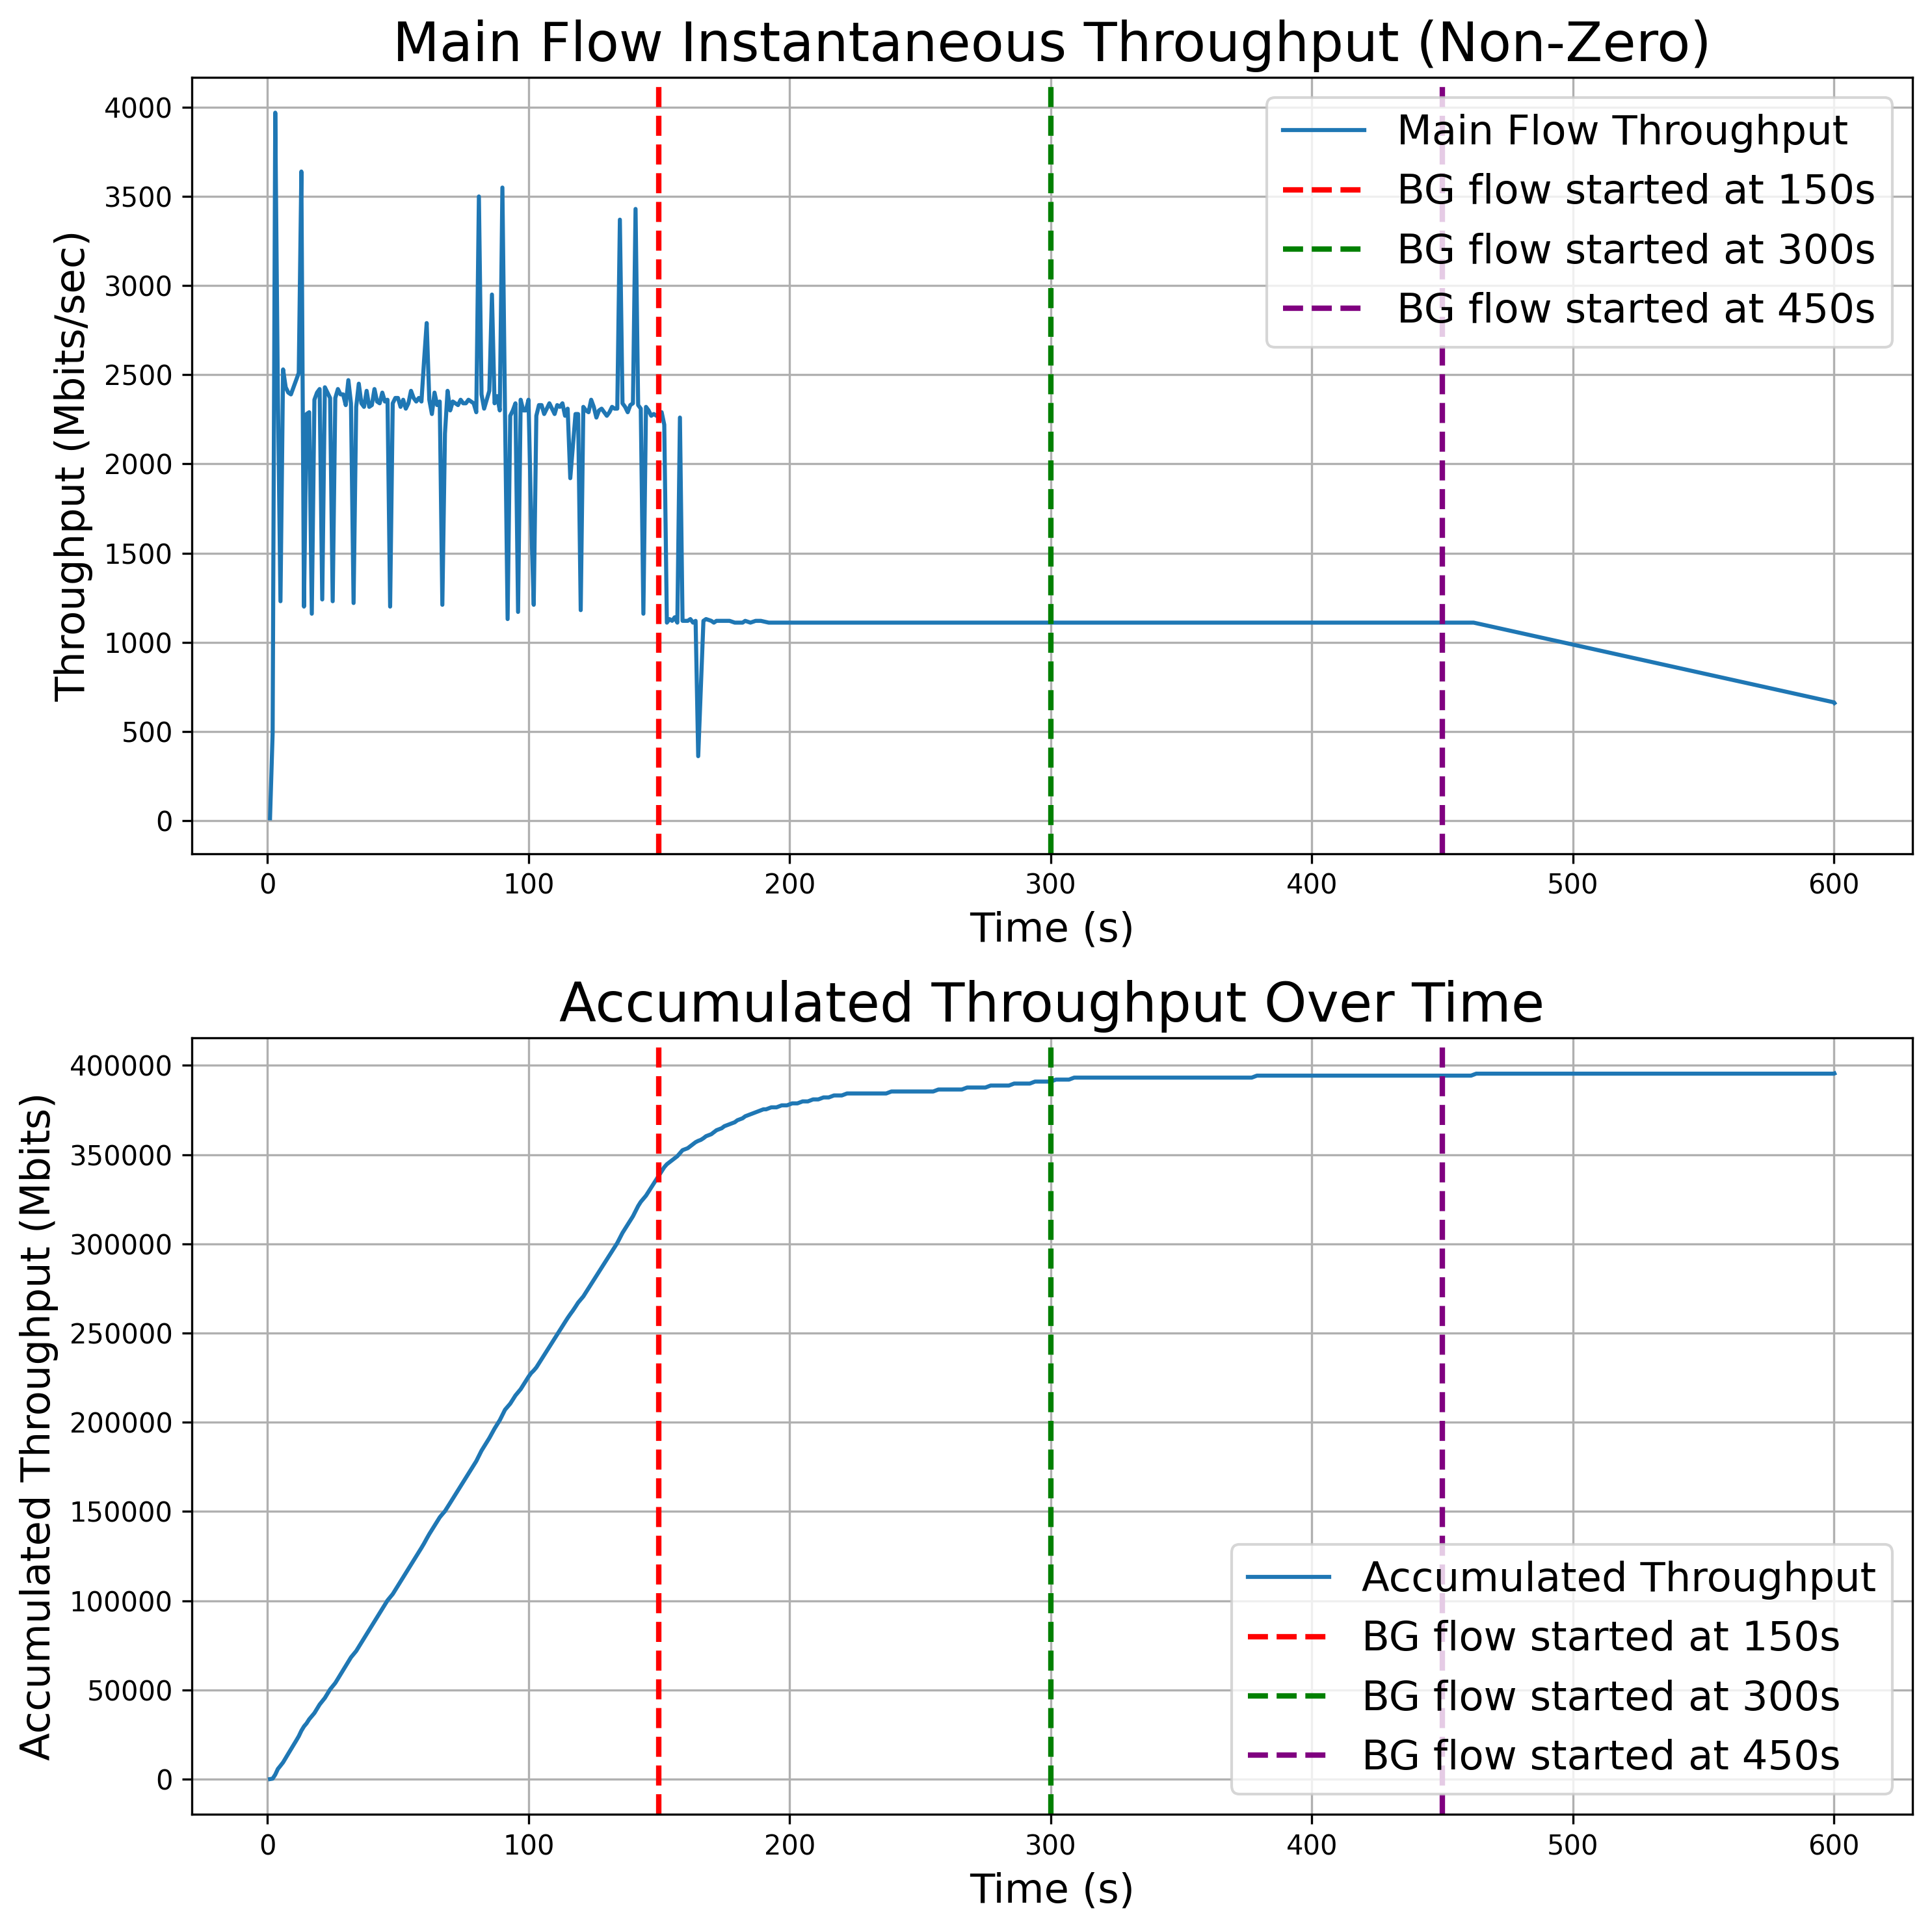 Main Flow Instantaneous Throughput (Non-Zero)
4000
3500
3000
2500
2000
1500
1000
500
0
Throughput (Mbits/sec)
Main Flow Throughput
BG flow started at 150s
BG flow started at 300s
BG flow started at 450s
0 100 200 300 400 500 600
Time (s)
Accumulated Throughput Over Time
400000
350000
300000
250000
200000
150000
100000
50000
0
Accumulated Throughput (Mbits)
Accumulated Throughput
BG flow started at 150s
BG flow started at 300s
BG flow started at 450s
0 100 200 300 400 500 600
Time (s)